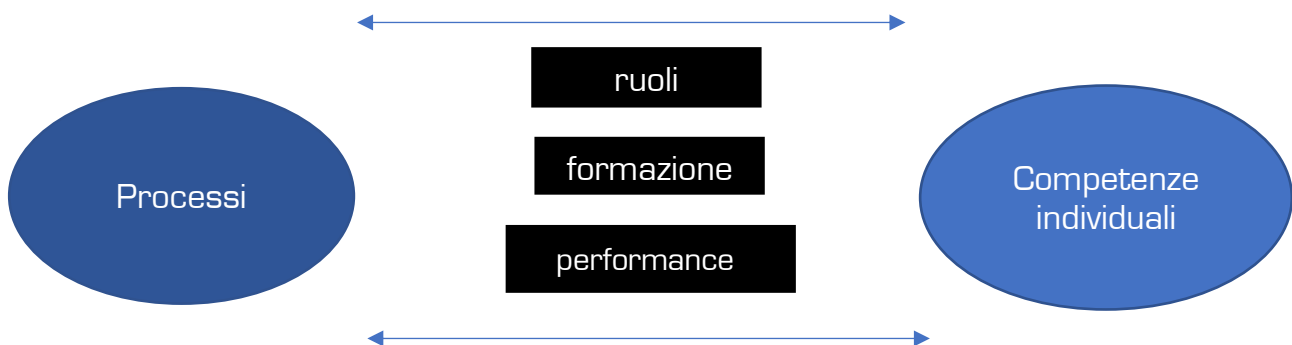 ruoli
formazione
Processi
Competenze
individuali
performance